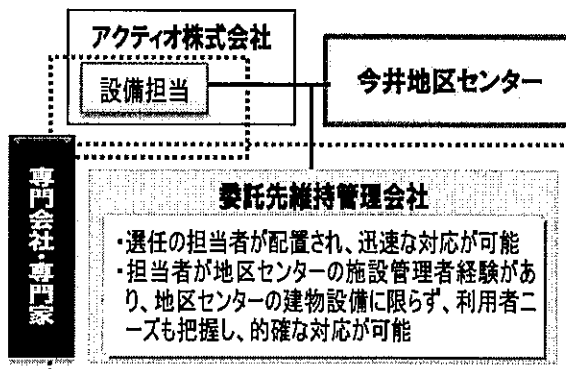 アクティオ株式会社
設備担当
今井地区センター
専門会社・専門家
委託先維持管理会社
・選任の担当者が配置され、迅速な対応が可能
・担当者が地区センターの施設管理者経験があ
り、地区センターの建物設備に限らず、利用者ニ
ーズも把握し、的確な対応が可能